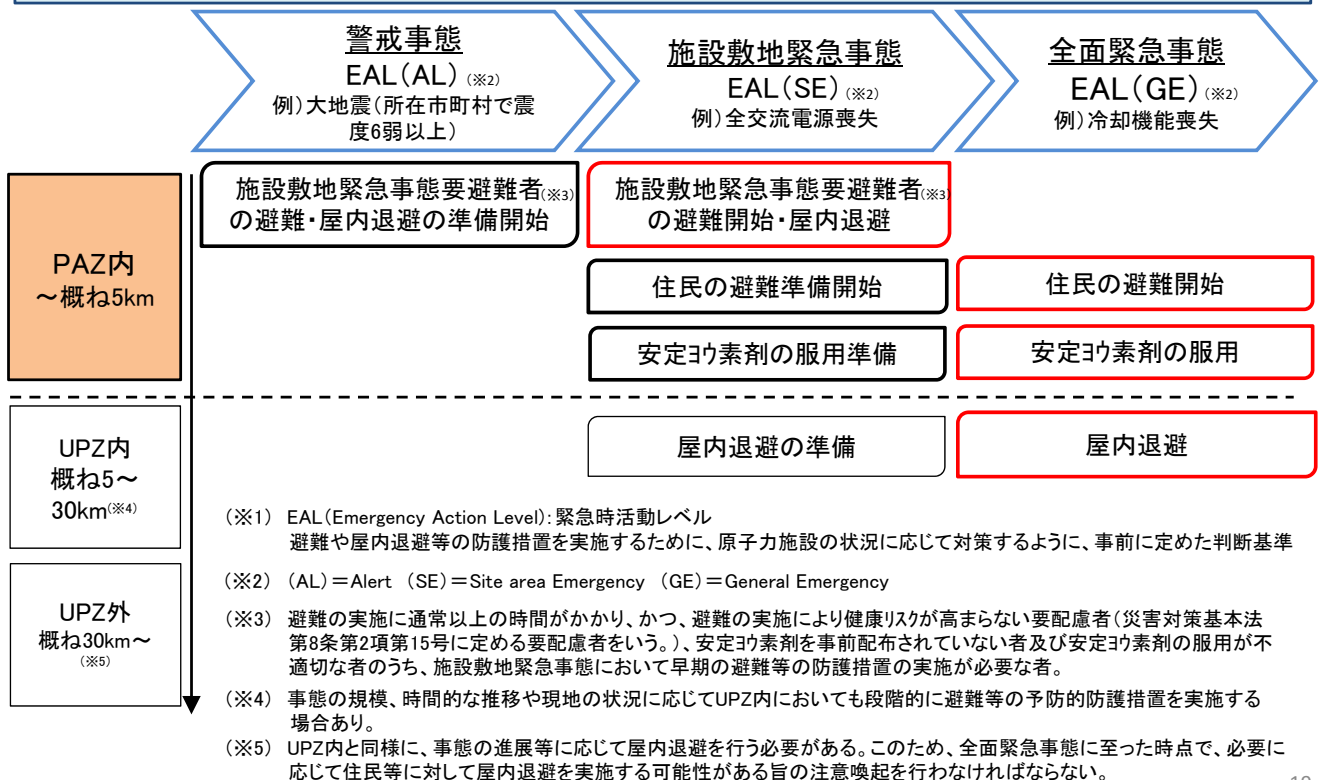 警戒事態
EAL(AL)(※2)
例)大地震(所在市町村で震
度6弱以上)
施設敷地緊急事態
EAL(SE)(※2)
例)全交流電源喪失
全面緊急事態
EAL(GE)(※2)
例)冷却機能喪失
PAZ内
~概ね5km
施設敷地緊急事態要避難者(※3)
の避難・屋内退避の準備開始
施設敷地緊急事態要避難者(※3)
の避難開始・屋内退避
住民の避難準備開始
住民の避難開始
安定ヨウ素剤の服用準備
安定ヨウ素剤の服用
UPZ内
概ね5~
30km(※4)
屋内退避の準備
屋内退避
UPZ外
概ね30km~
(※5)
(※1) EAL(Emergency Action Level):緊急時活動レベル
避難や屋内退避等の防護措置を実施するために、原子力施設の状況に応じて対策するように、事前に定めた判断基準
(※2) (AL)=Alert (SE)=Site area Emergency (GE)=General Emergency
(※3) 避難の実施に通常以上の時間がかかり、かつ、避難の実施により健康リスクが高まらない要配慮者(災害対策基本法
第8条第2項第15号に定める要配慮者をいう。)、安定ヨウ素剤を事前配布されていない者及び安定ヨウ素剤の服用が不
適切な者のうち、施設敷地緊急事態において早期の避難等の防護措置の実施が必要な者。
(※4) 事態の規模、時間的な推移や現地の状況に応じてUPZ内においても段階的に避難等の予防的防護措置を実施する
場合あり。
(※5) UPZ内と同様に、事態の進展等に応じて屋内退避を行う必要がある。このため、全面緊急事態に至った時点で、必要に
応じて住民等に対して屋内退避を実施する可能性がある旨の注意喚起を行わなければならない。